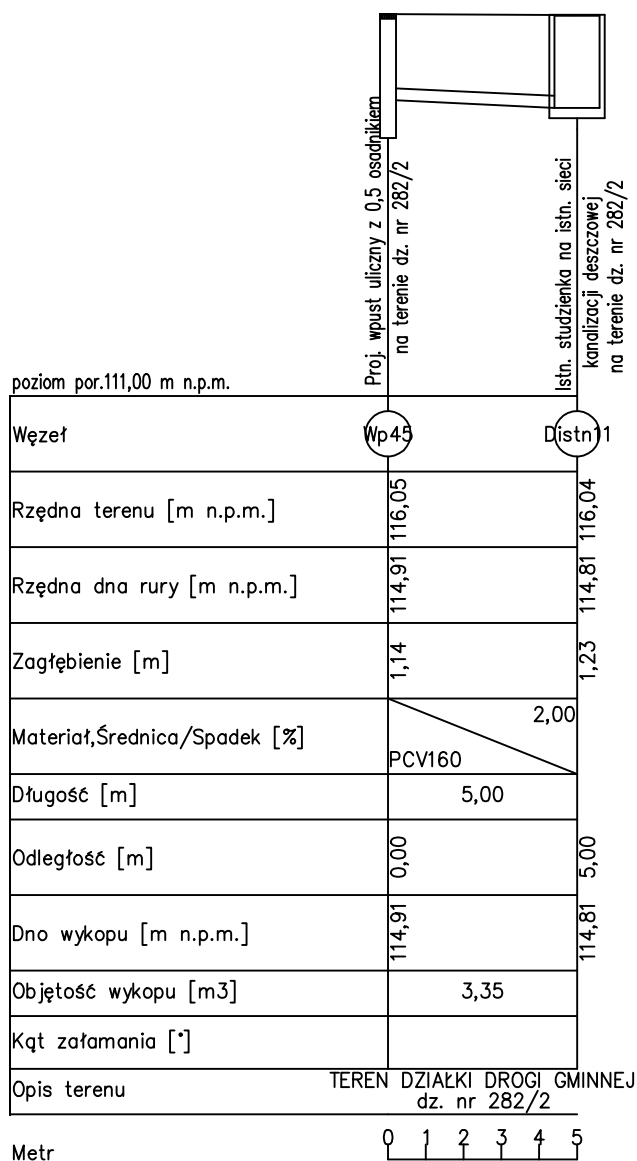 Proj. wpust uliczny z 0,5 osadnikiem
na terenie dz. nr 282/2
Istn. studzienka na istn. sieci
kanalizacji deszczowej
na terenie dz. nr 282/2
poziom por.111,00 m n.p.m.
Węzeł Wp45 Distn11
Rzędna terenu [m n.p.m.] 116,05 116,04
Rzędna dna rury [m n.p.m.] 114,91 114,81
Zagłębienie [m] 1,14 1,23
2,00
Materiał,Średnica/Spadek [%]
PCV160
Długość [m] 5,00
Odległość [m] 0,00 5,00
Dno wykopu [m n.p.m.] 114,91 114,81
Objętość wykopu [m3] 3,35
Kąt załamania [°]
Opis terenu TEREN DZIAŁKI DROGI GMINNEJ
dz. nr 282/2
Metr 0 1 2 3 4 5